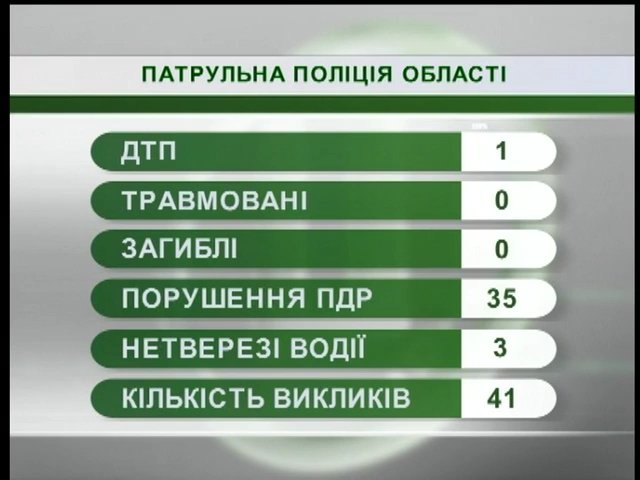 ПАТРУЛЬНА ПОЛІЦІЯ ОБЛАСТІ
ДТП 1
ТРАВМОВАНІ 0
ЗАГИБЛІ 0
ПОРУШЕННЯ ПДР 35
НЕТВЕРЕЗІ ВОДІЇ 3
КІЛЬКІСТЬ ВИКЛИКІВ 41